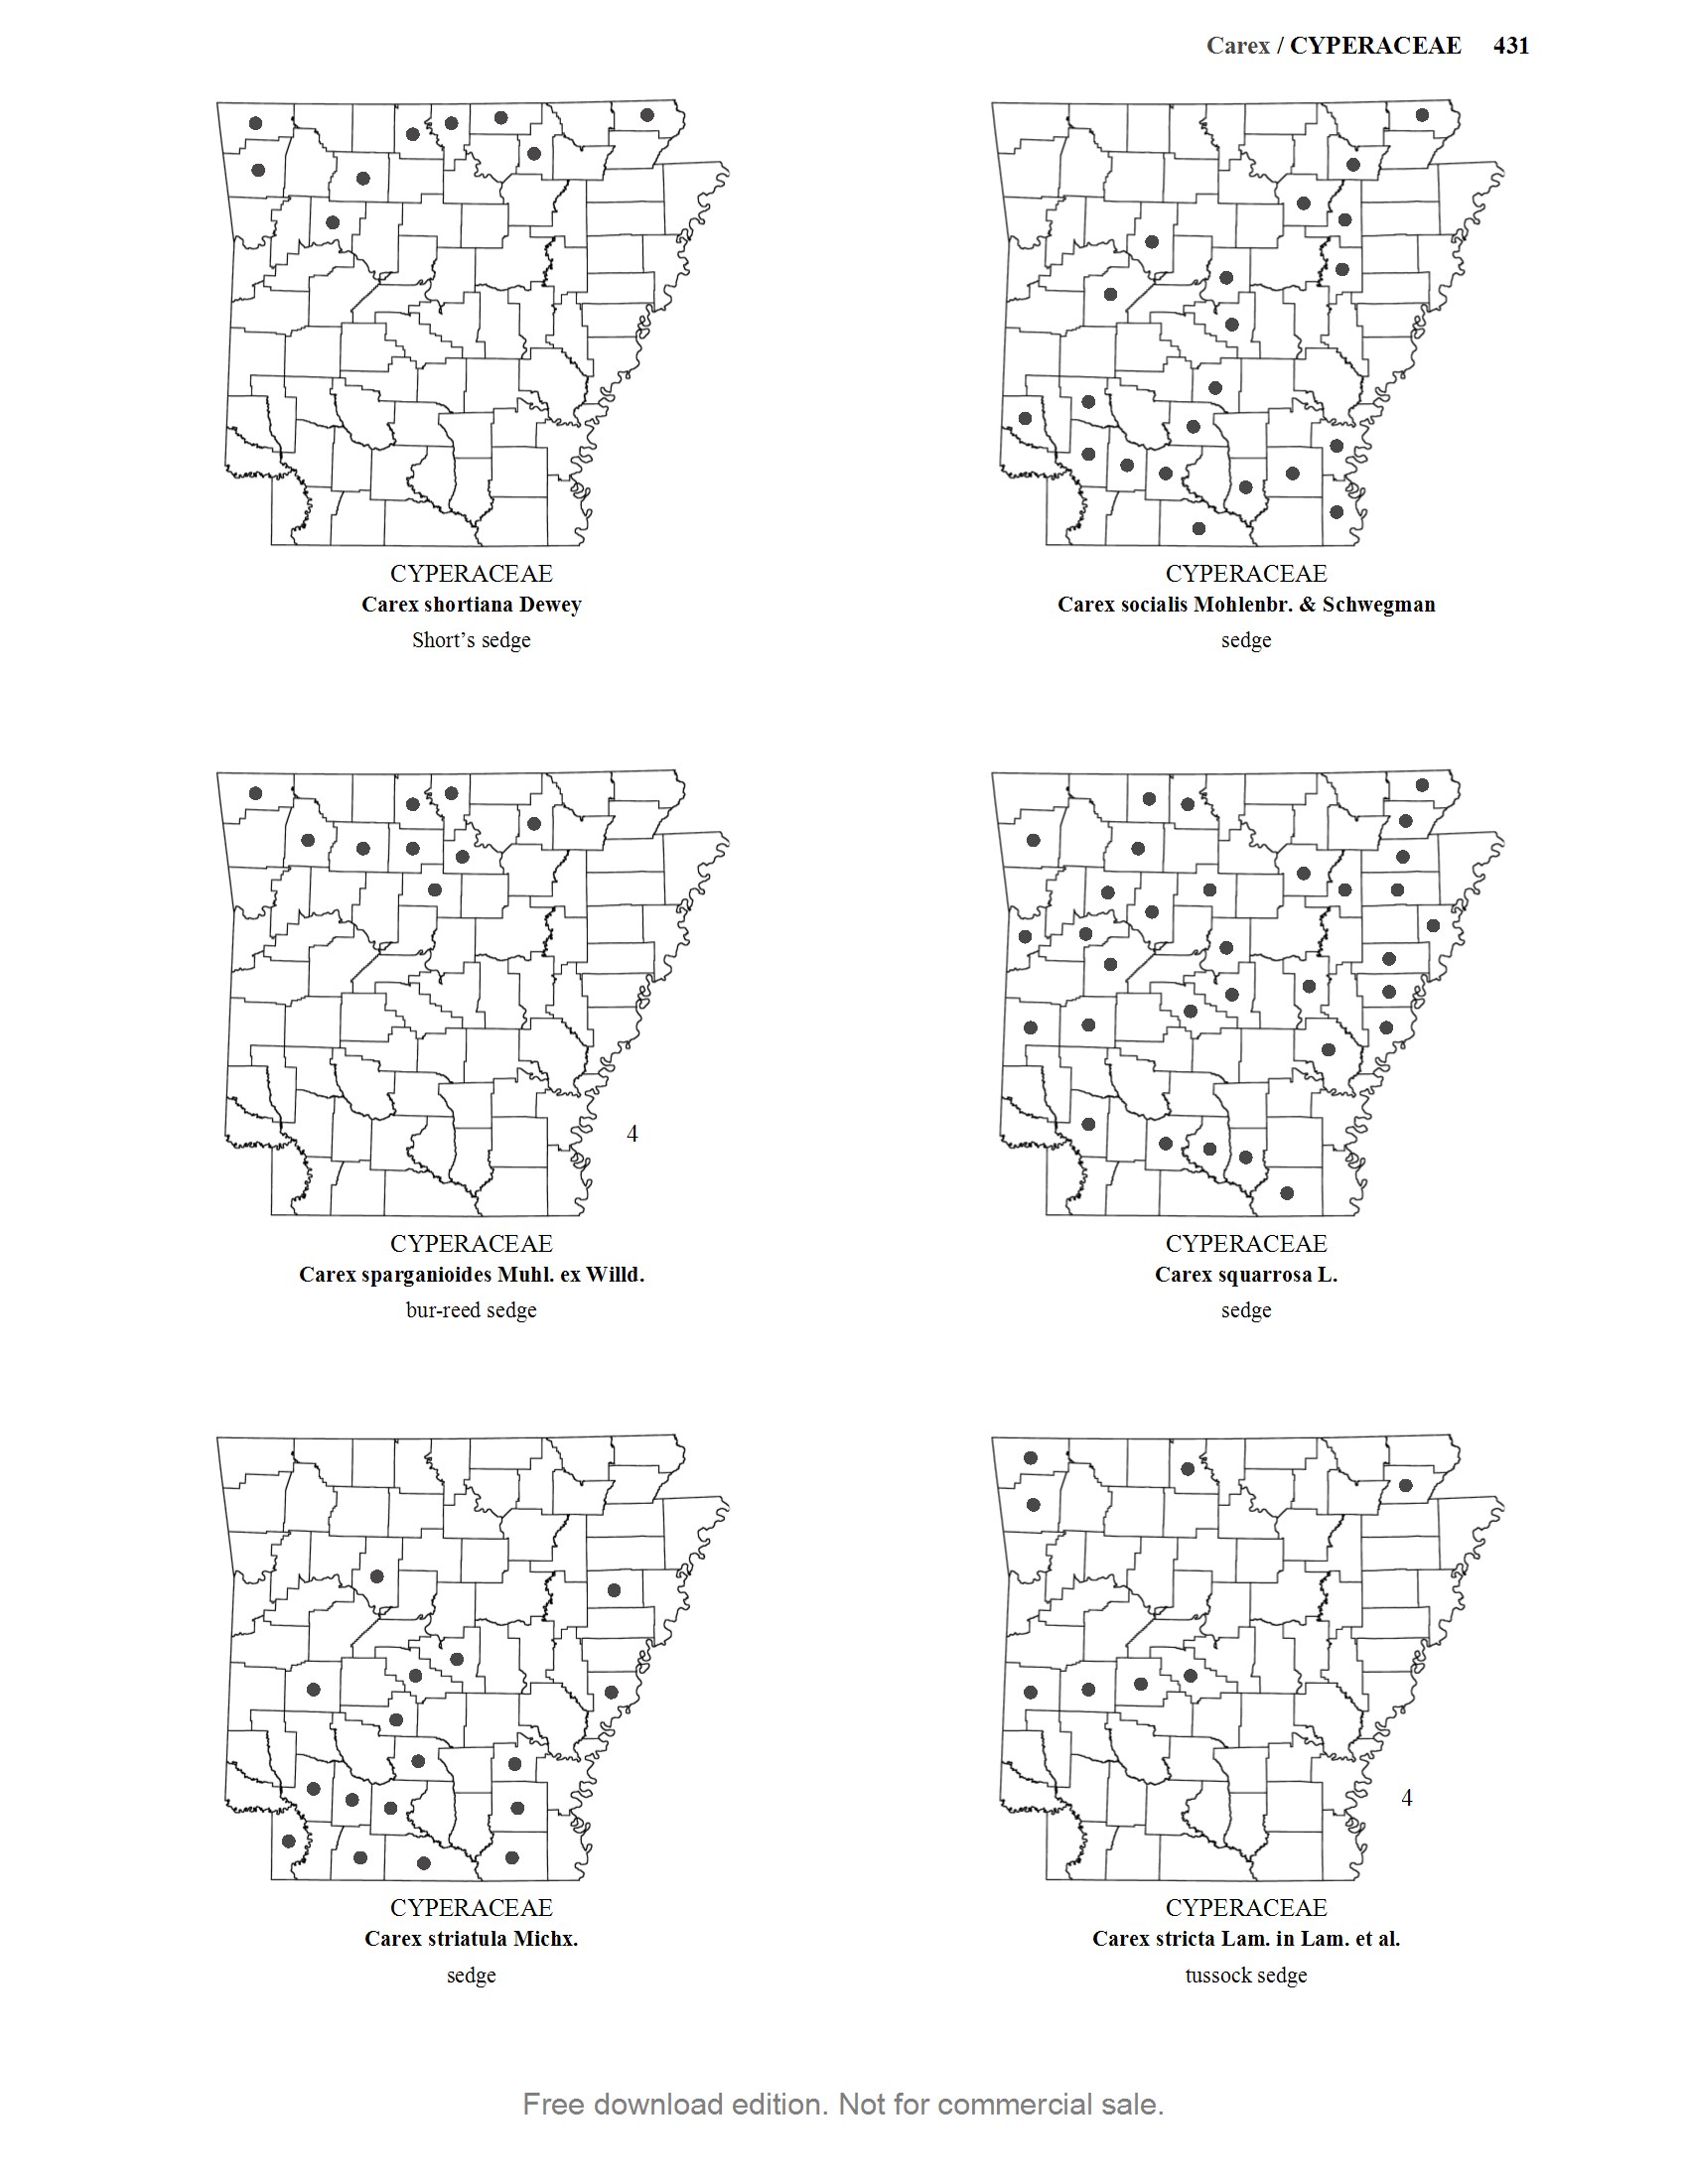 Carex / CYPERACEAE 431
CYPERACEAE
Carex shortiana Dewey
Short’s sedge
CYPERACEAE
Carex socialis Mohlenbr. & Schwegman
sedge
4
CYPERACEAE
Carex sparganioides Muhl. ex Willd.
bur-reed sedge
CYPERACEAE
Carex squarrosa L.
sedge
CYPERACEAE
Carex striatula Michx.
sedge
4
CYPERACEAE
Carex stricta Lam. in Lam. et al.
tussock sedge
Free download edition. Not for commercial sale.